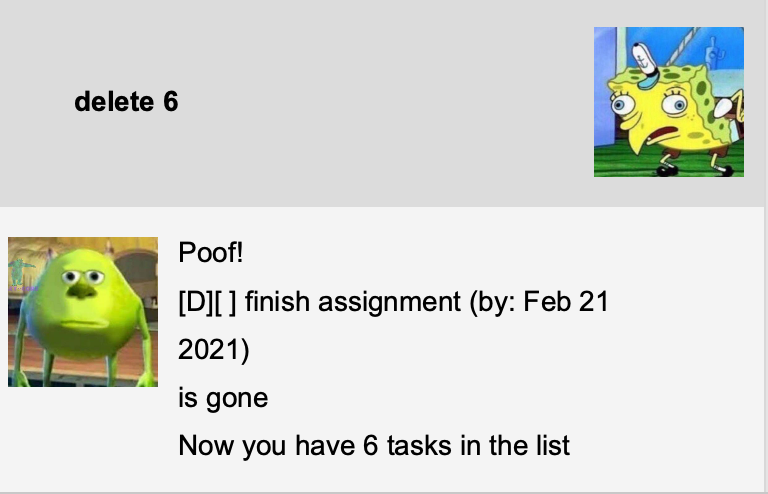 delete 6
Poof!
[D][ ] finish assignment (by: Feb 21
2021)
is gone
Now you have 6 tasks in the list